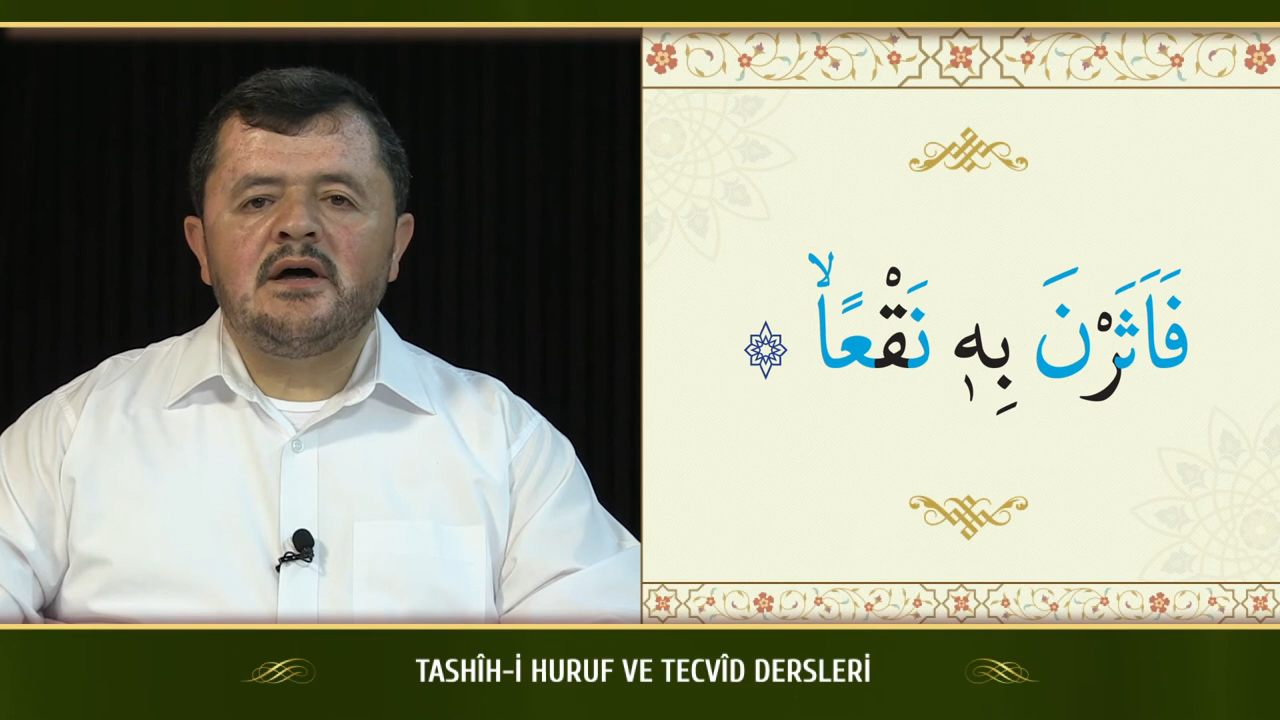 فَاَثَرْنَ بِه۪ نَقْعًاۙ
TASHÎH-İ HURUF VE TECVÎD DERSLERİ